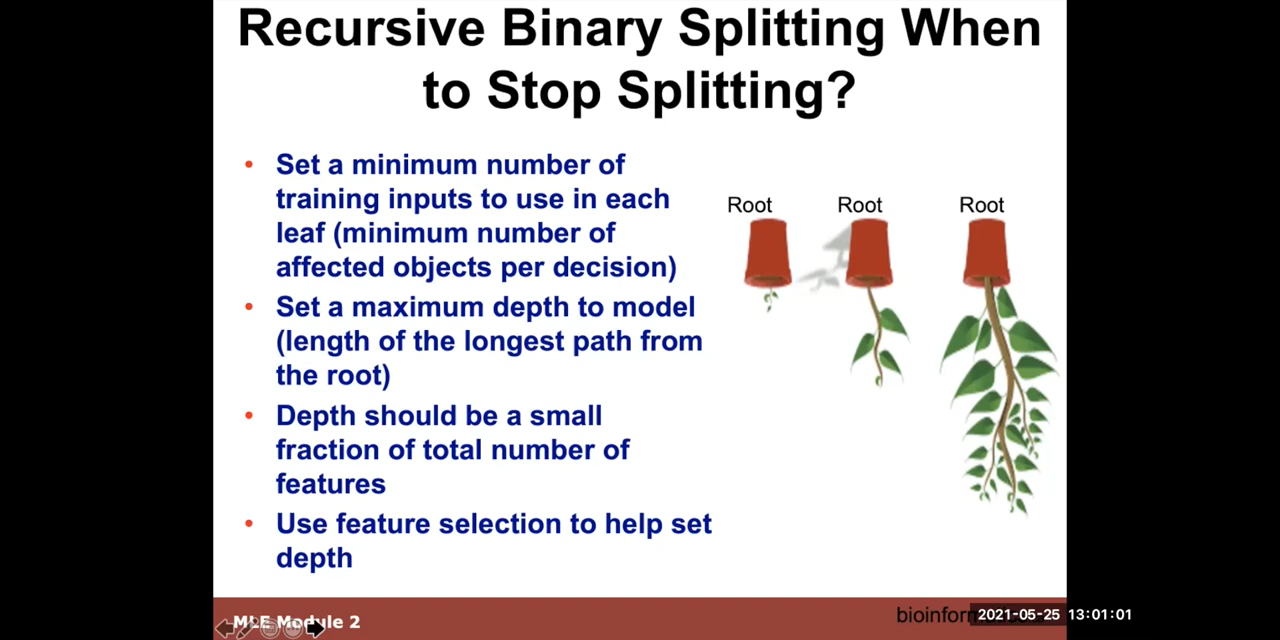 Recursive Binary Splitting When
to Stop Splitting?
• Set a minimum number of
training inputs to use in each
leaf (minimum number of
affected objects per decision)
• Set a maximum depth to model
(length of the longest path from
the root)
• Depth should be a small
fraction of total number of
features
• Use feature selection to help set
depth
Root Root Root
MLE Module 2
2021-05-25 13:01:01